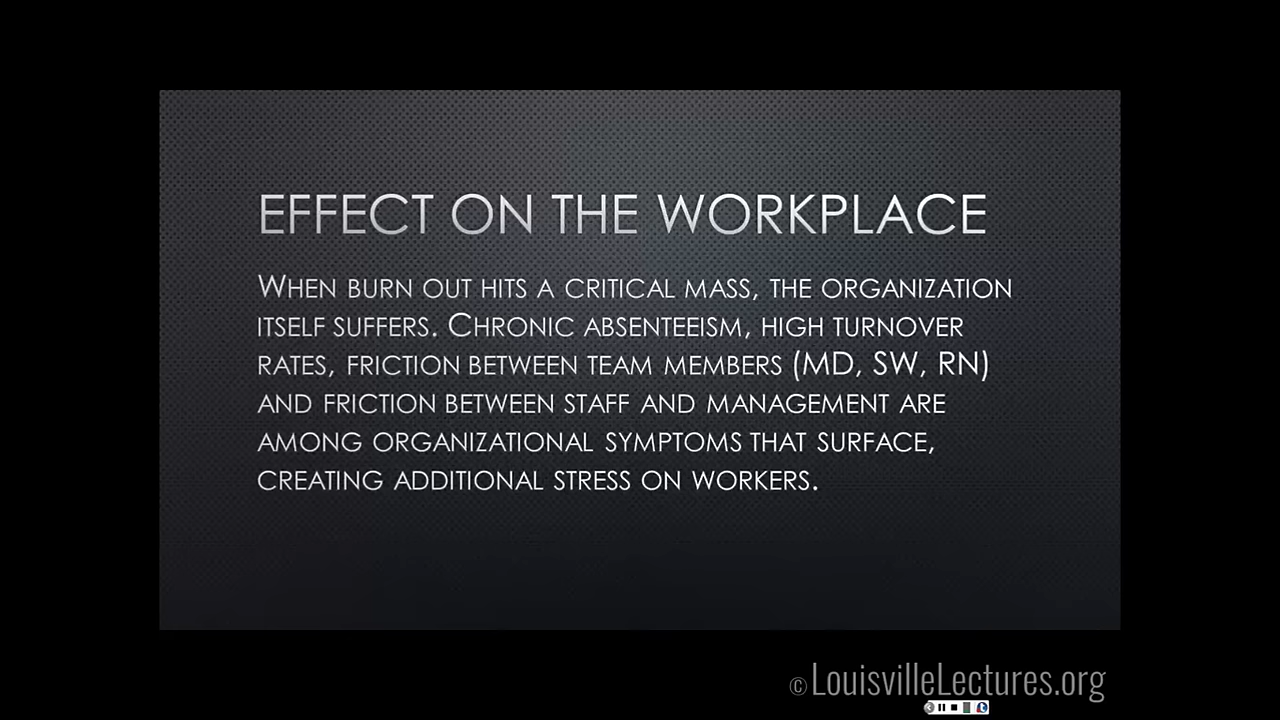 EFFECT ON THE WORKPLACE
WHEN BURN OUT HITS A CRITICAL MASS, THE ORGANIZATION
ITSELF SUFFERS. CHRONIC ABSENTEEISM, HIGH TURNOVER
RATES, FRICTION BETWEEN TEAM MEMBERS (MD, SW, RN)
AND FRICTION BETWEEN STAFF AND MANAGEMENT ARE
AMONG ORGANIZATIONAL SYMPTOMS THAT SURFACE,
CREATING ADDITIONAL STRESS ON WORKERS.
© LouisvilleLectures.org